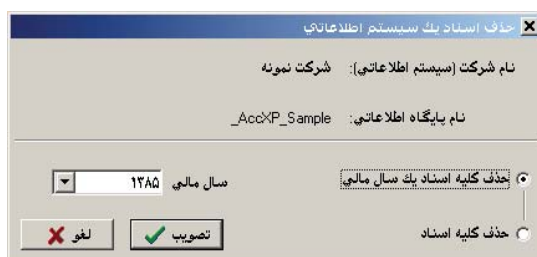 حذف اسناد يك سيستم اطلاعاتي
نام شركت (سيستم اطلاعاتي): شركت نمونه
نام پايگاه اطلاعاتي: _AccXP_Sample
حذف كليه اسناد يك سال مالي سال مالي ۱۳۸۵
حذف كليه اسناد تصويب لغو